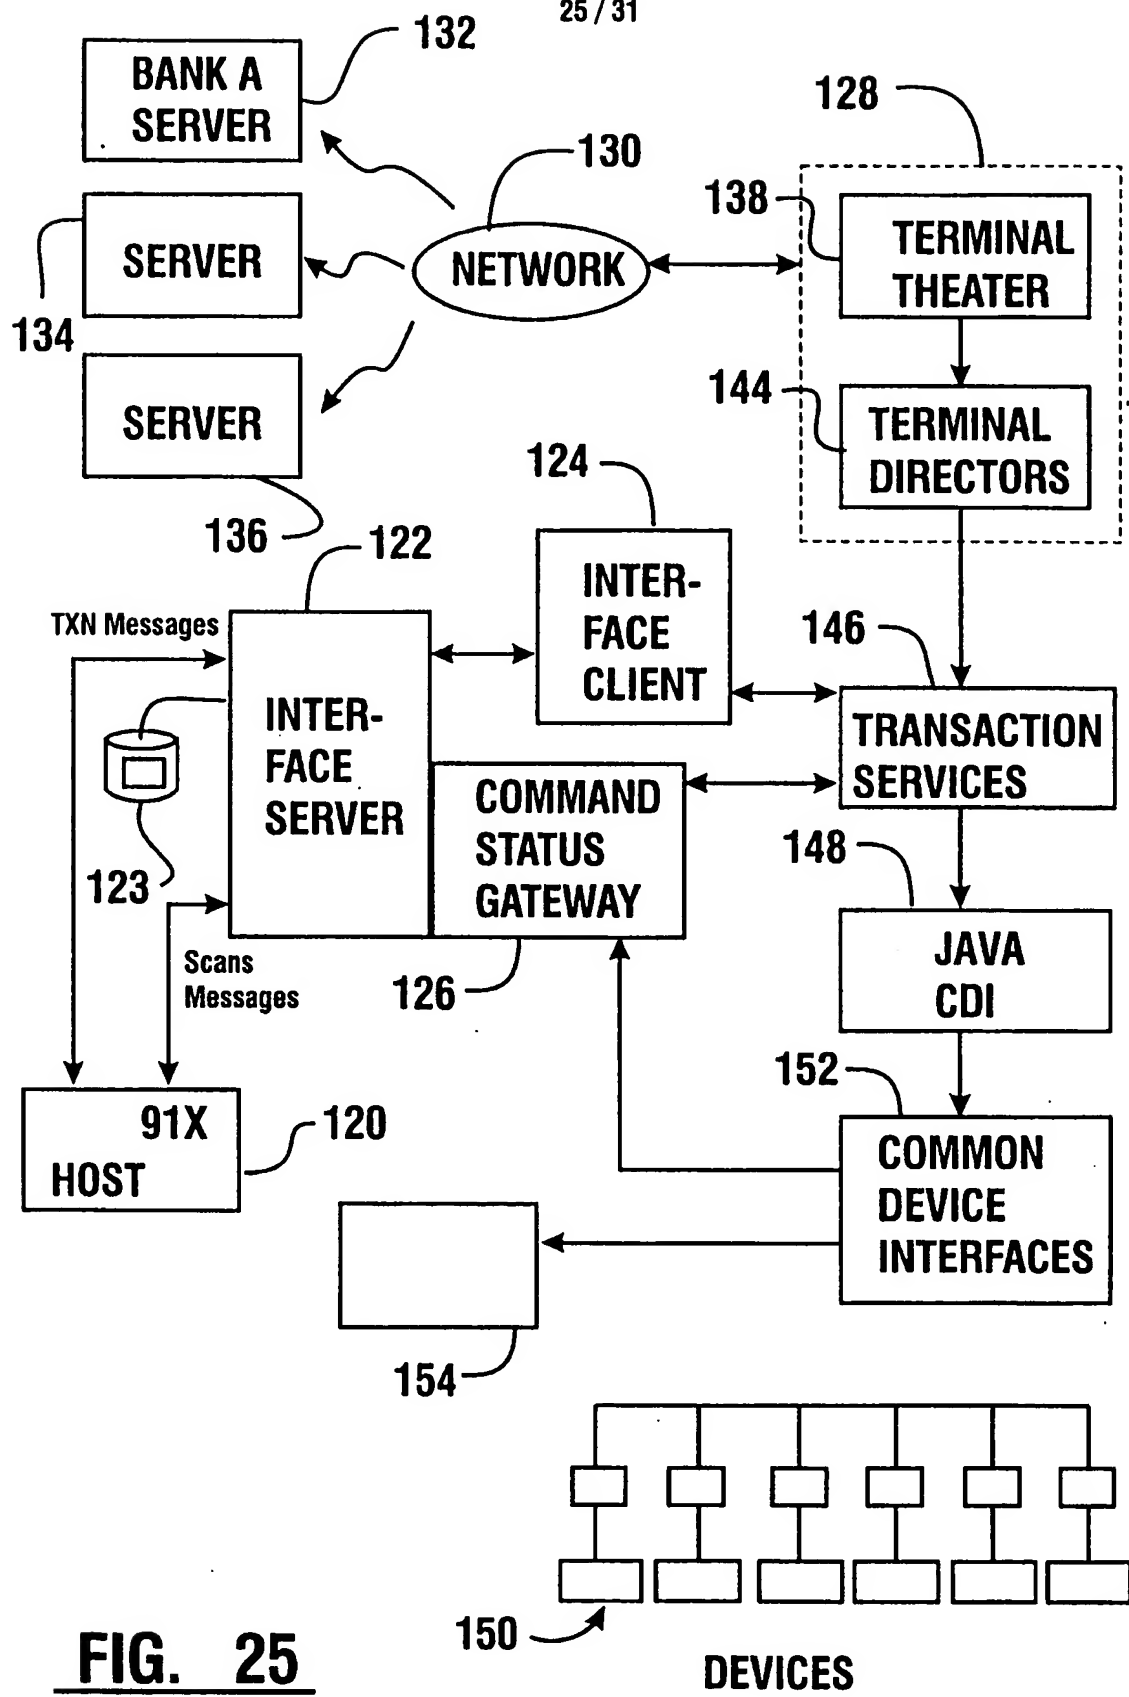 25/31
132
BANK A
SERVER
128
130
138
TERMINAL
THEATER
SERVER
NETWORK
134
144
TERMINAL
DIRECTORS
SERVER
124
136
122
INTER-
FACE
CLIENT
TXN Messages
146
INTER-
FACE
SERVER
TRANSACTION
SERVICES
COMMAND
STATUS
GATEWAY
148
123
JAVA
CDI
Scans
Messages
126
152
91X
HOST
120
COMMON
DEVICE
INTERFACES
154
150
DEVICES
FIG. 25